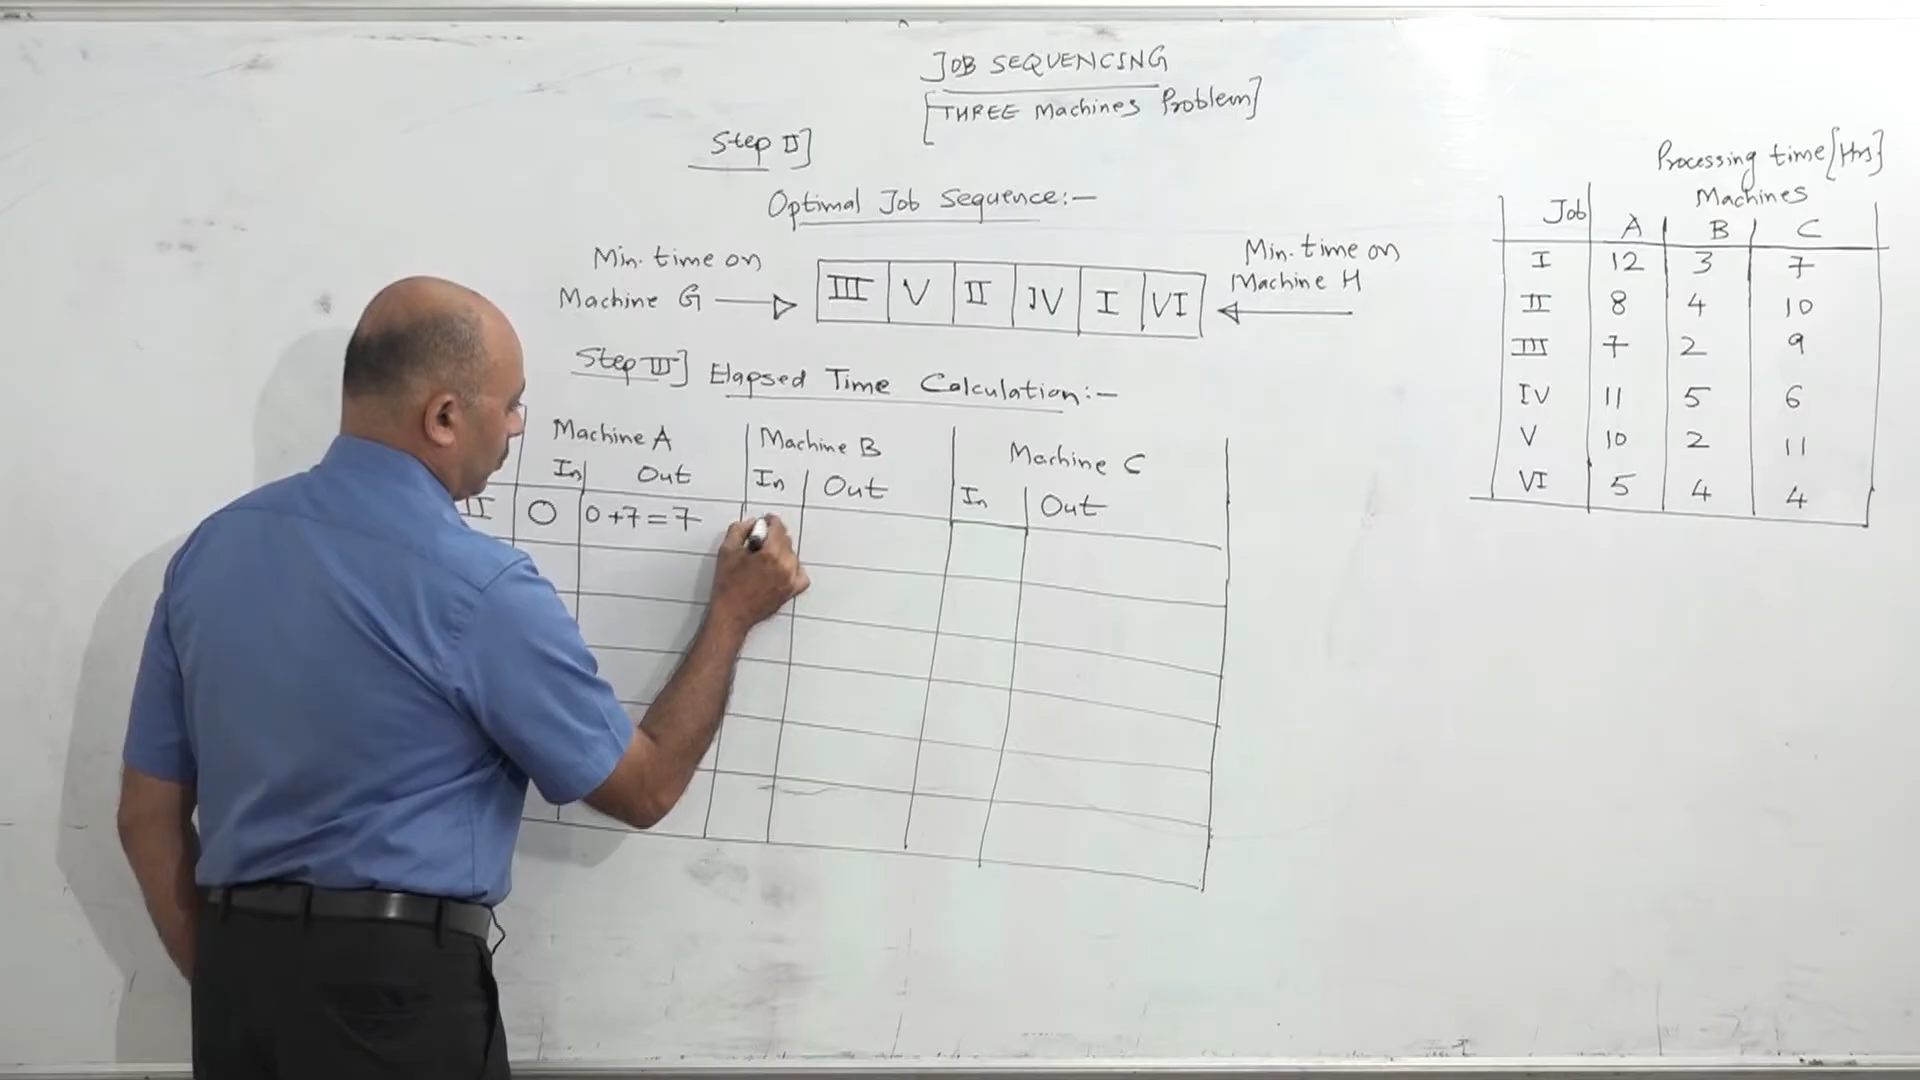 JOB SEQUENCING
[THREE Machines Problem]
Step II]
Optimal Job Sequence:-
Min. time on
Machine G
III V II IV I VI
Min. time on
Machine H
Step III] Elapsed Time Calculation:-
Machine A Machine B Machine C
In Out In Out In Out
0 0+7=7
Processing time [Hrs]
Machines
Job A B C
I 12 3 7
II 8 4 10
III 7 2 9
IV 11 5 6
V 10 2 11
VI 5 4 4